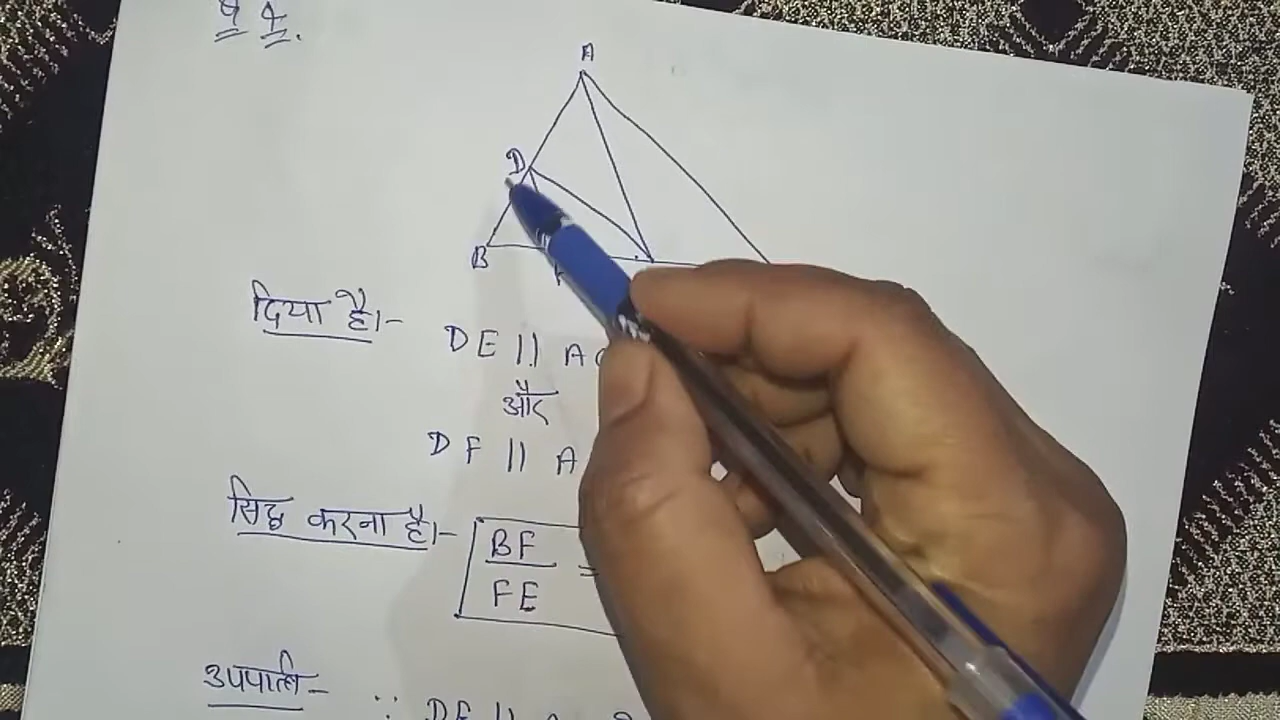 A
D
B
दिया है।-
DE || A
और
DF || A
सिद्ध करना है।-
BF
FE
उपपत्ति-
∵ DE ||